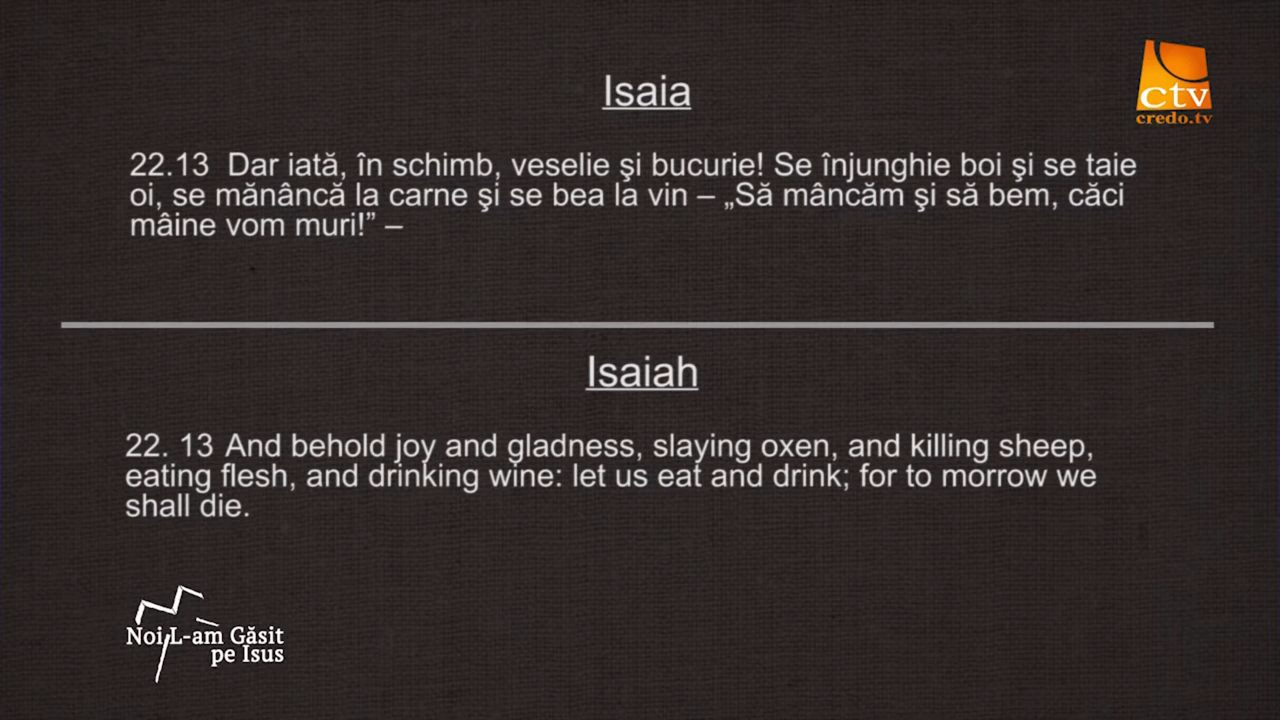 Isaia
ctv
credo.tv
22.13 Dar iată, în schimb, veselie şi bucurie! Se înjunghie boi şi se taie
oi, se mănâncă la carne şi se bea la vin – „Să mâncăm şi să bem, căci
mâine vom muri!” –
Isaiah
22. 13 And behold joy and gladness, slaying oxen, and killing sheep,
eating flesh, and drinking wine: let us eat and drink; for to morrow we
shall die.
Noi L-am Găsit
pe Isus